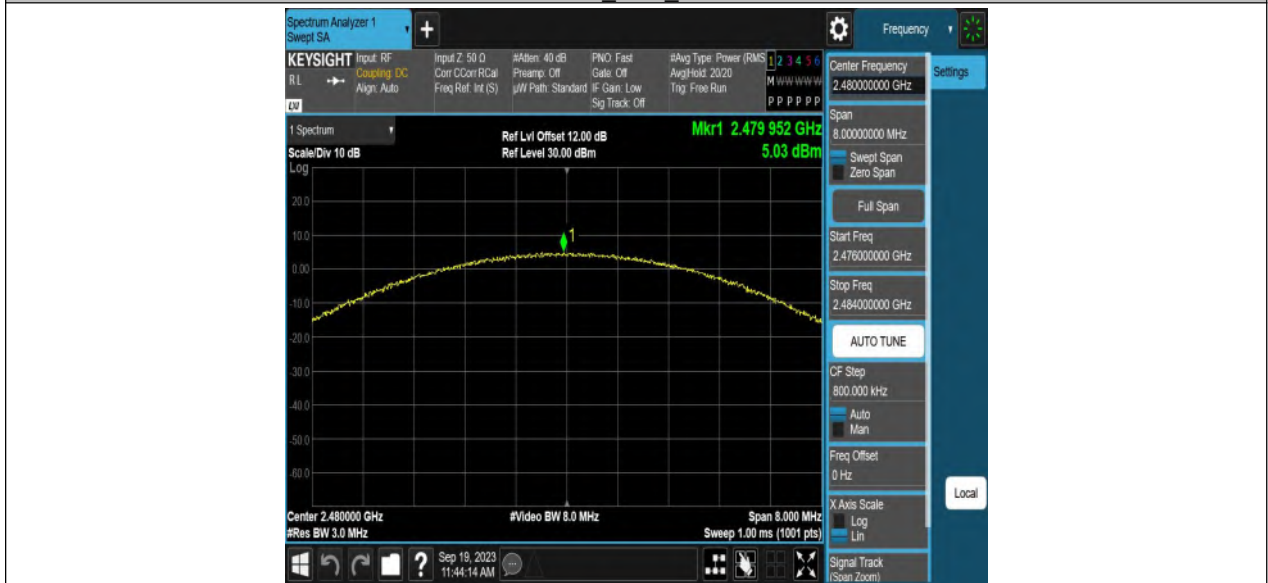 Spectrum Analyzer 1
Swept SA
+
Frequency
KEYSIGHT
RL
Input: RF
Coupling: DC
Align: Auto
Input Z: 50 Ω
Corr CCorr RCal
Freq Ref: Int (S)
#Atten: 40 dB
Preamp: Off
µW Path: Standard
PNO: Fast
Gate: Off
IF Gain: Low
Sig Track: Off
#Avg Type: Power (RMS
Avg|Hold: 20/20
Trig: Free Run
1 2 3 4 5 6
M W W W W W
P P P P P P
1 Spectrum
Scale/Div 10 dB
Ref Lvl Offset 12.00 dB
Ref Level 30.00 dBm
Mkr1 2.479 952 GHz
5.03 dBm
Log
20.0
10.0
0.00
-10.0
-20.0
-30.0
-40.0
-50.0
-60.0
1
Center 2.480000 GHz
#Res BW 3.0 MHz
#Video BW 8.0 MHz
Span 8.000 MHz
Sweep 1.00 ms (1001 pts)
Center Frequency
2.480000000 GHz
Settings
Span
8.00000000 MHz
Swept Span
Zero Span
Full Span
Start Freq
2.476000000 GHz
Stop Freq
2.484000000 GHz
AUTO TUNE
CF Step
800.000 kHz
Auto
Man
Freq Offset
0 Hz
X Axis Scale
Log
Lin
Signal Track
(Span Zoom)
Local
?
Sep 19, 2023
11:44:14 AM